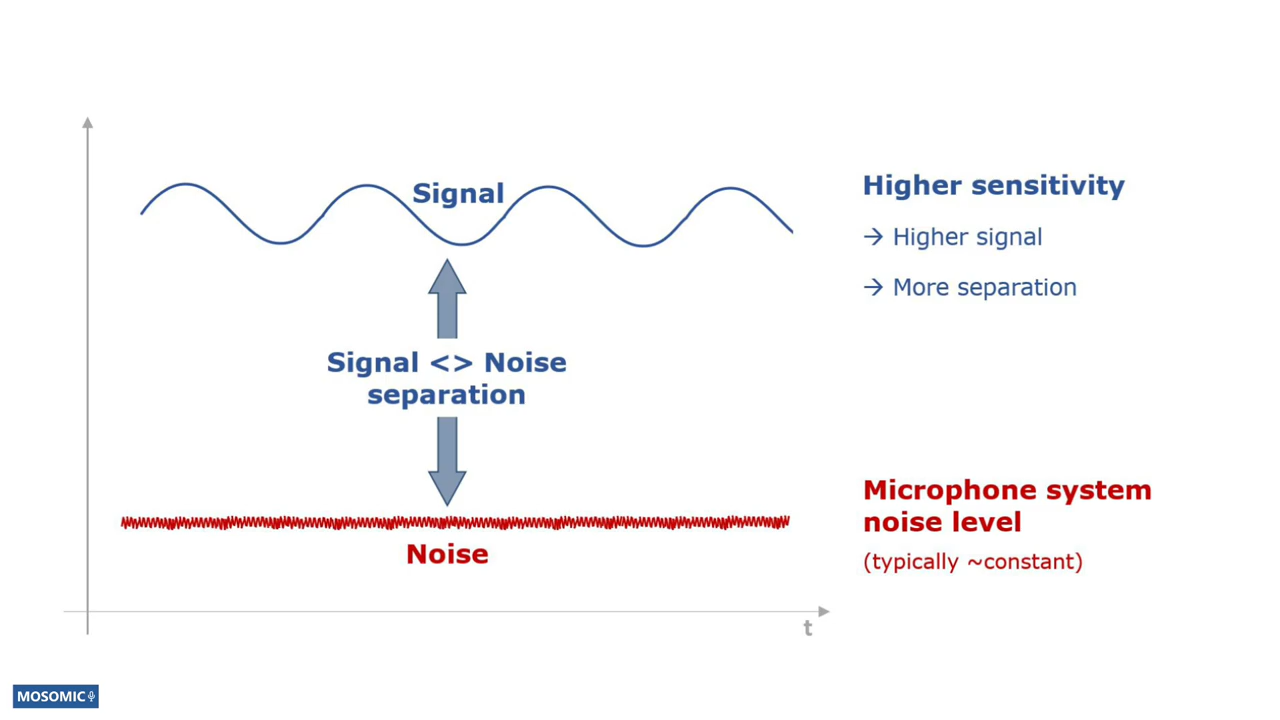 Signal
Higher sensitivity
→ Higher signal
→ More separation
Signal <> Noise
separation
Microphone system
noise level
(typically ~constant)
Noise
t
MOSOMIC